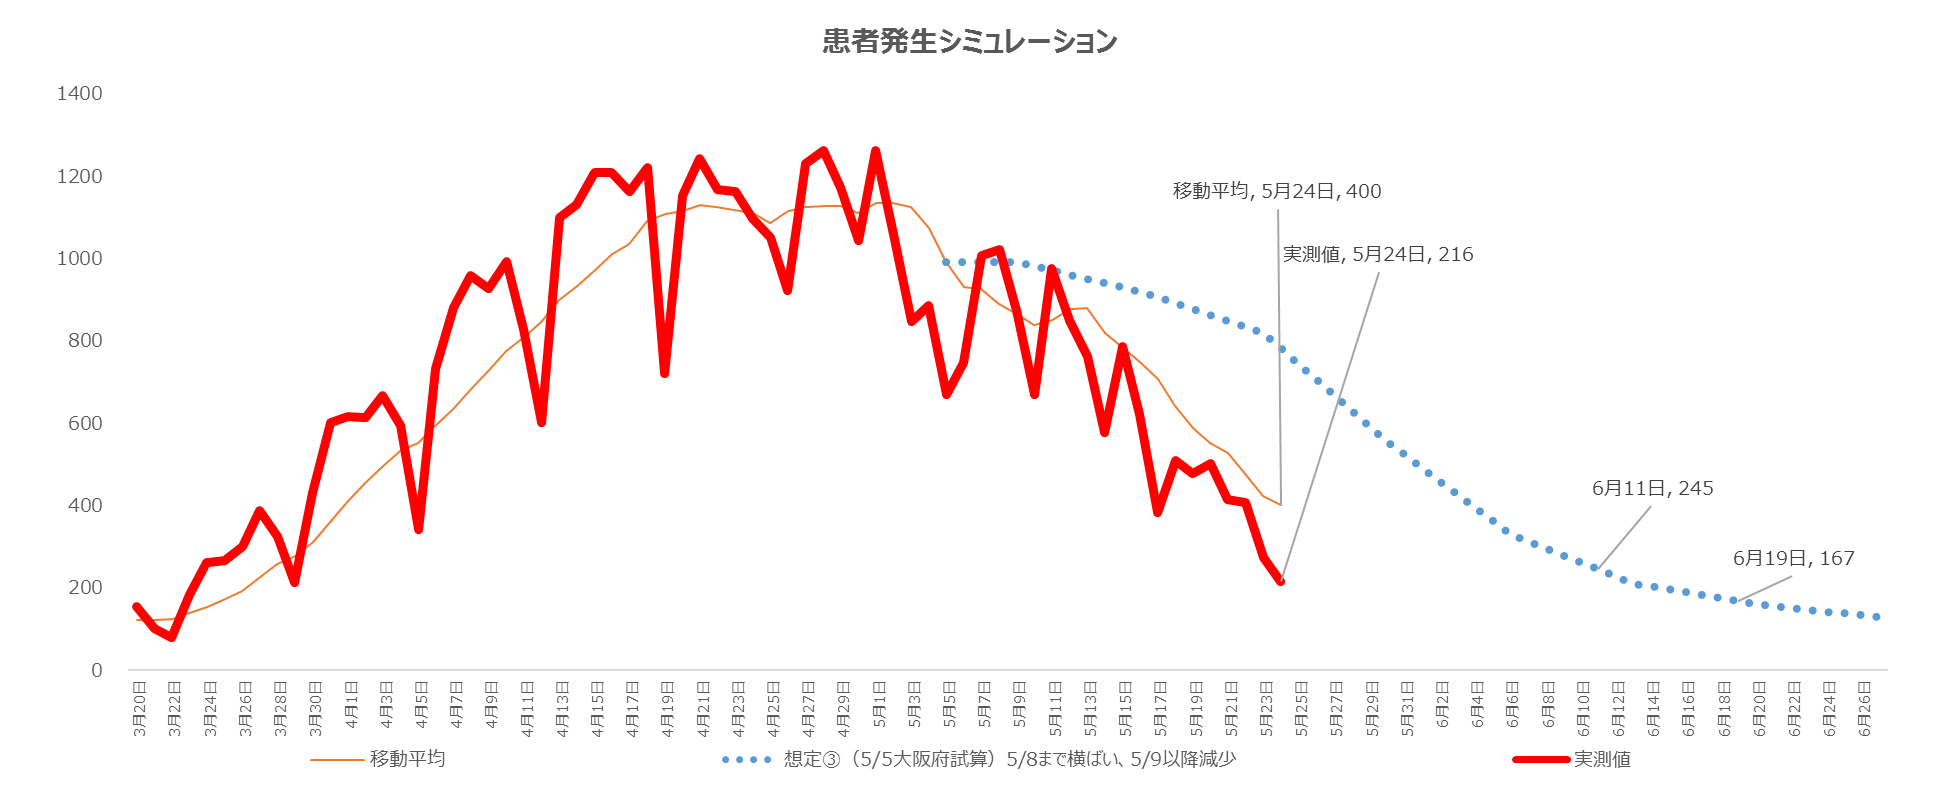 患者発生シミュレーション
1400
1200
1000
800
600
400
200
0
移動平均, 5月24日, 400
実測値, 5月24日, 216
6月11日, 245
6月19日, 167
3月20日
3月22日
3月24日
3月26日
3月28日
3月30日
4月1日
4月3日
4月5日
4月7日
4月9日
4月11日
4月13日
4月15日
4月17日
4月19日
4月21日
4月23日
4月25日
4月27日
4月29日
5月1日
5月3日
5月5日
5月7日
5月9日
5月11日
5月13日
5月15日
5月17日
5月19日
5月21日
5月23日
5月25日
5月27日
5月29日
5月31日
6月2日
6月4日
6月6日
6月8日
6月10日
6月12日
6月14日
6月16日
6月18日
6月20日
6月22日
6月24日
6月26日
移動平均
想定③（5/5大阪府試算）5/8まで横ばい、5/9以降減少
実測値